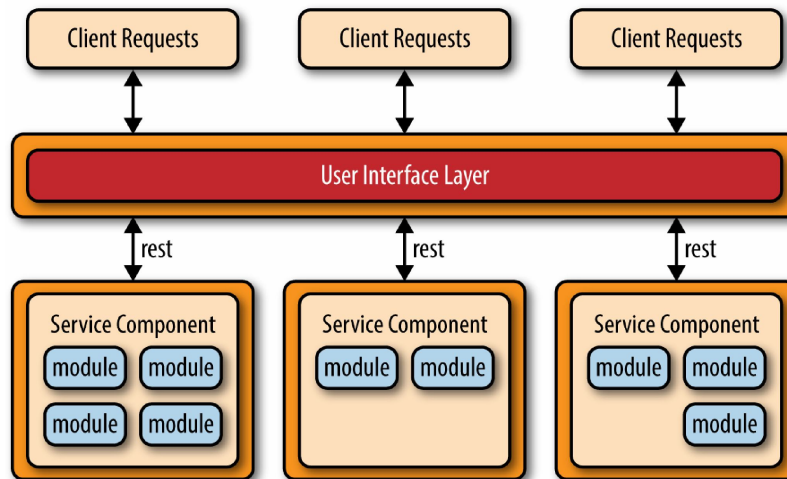 Client Requests
Client Requests
Client Requests
User Interface Layer
rest
rest
rest
Service Component
module module
module module
Service Component
module module
Service Component
module module
module